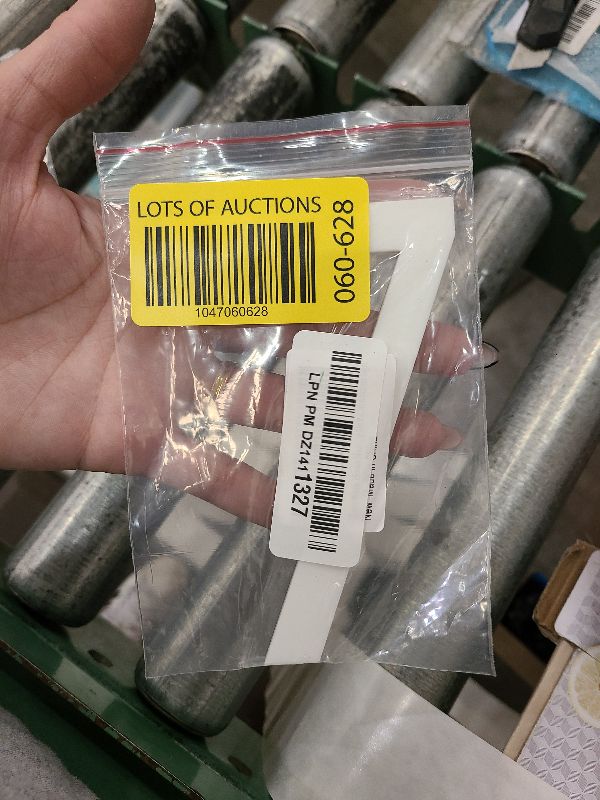 LOTS OF AUCTIONS
1047060628
060-628
LPN PM DZ1411327